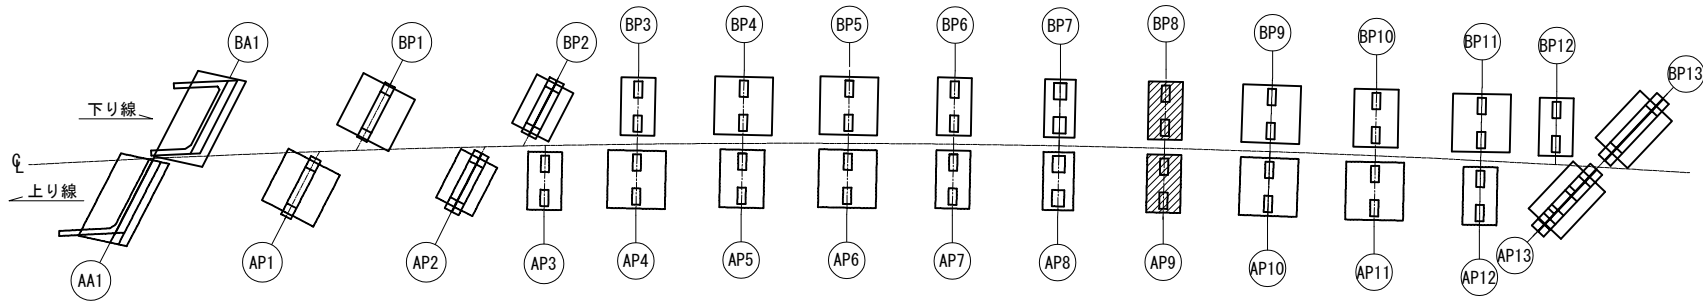 BA1
BP1
BP2
BP3
BP4
BP5
BP6
BP7
BP8
BP9
BP10
BP11
BP12
BP13
下り線
℄
上り線
AA1
AP1
AP2
AP3
AP4
AP5
AP6
AP7
AP8
AP9
AP10
AP11
AP12
AP13